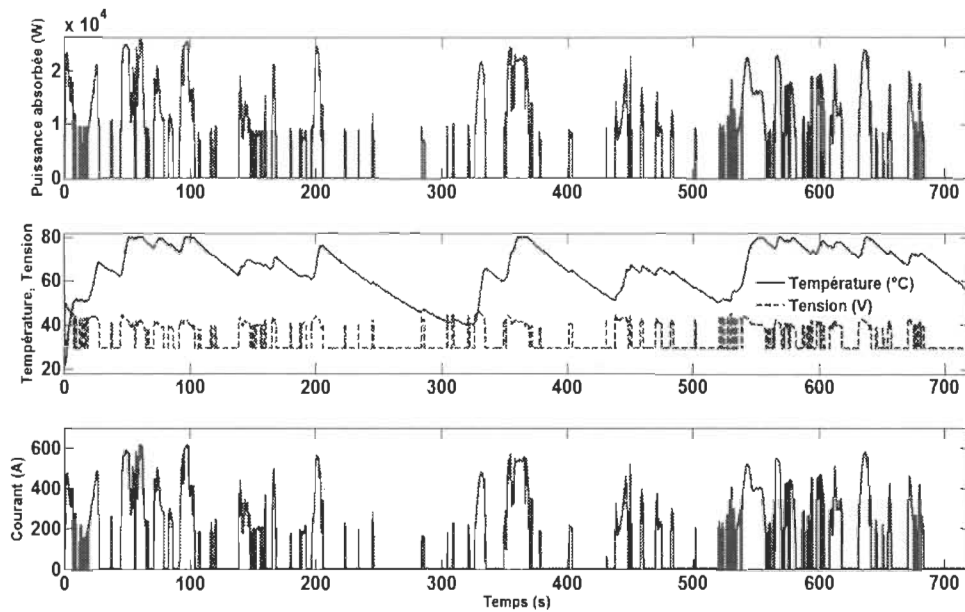 x 10⁴
Puissance absorbée (W)
2
1
0
0 100 200 300 400 500 600 700
Température, Tension
80
60
40
20
Température (°C)
Tension (V)
0 100 200 300 400 500 600 700
Courant (A)
600
400
200
0
0 100 200 300 400 500 600 700
Temps (s)